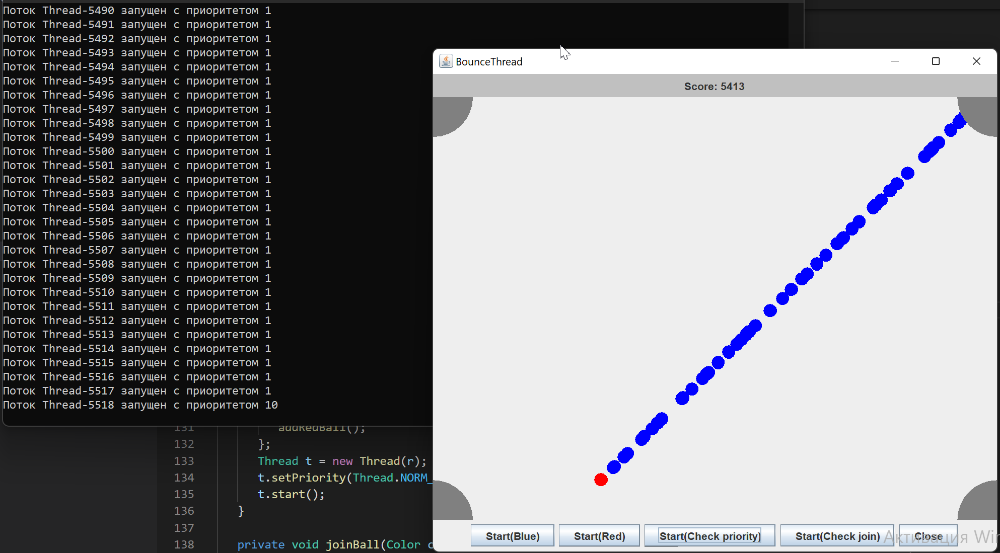 Поток Thread-5490 запущен с приоритетом 1
Поток Thread-5491 запущен с приоритетом 1
Поток Thread-5492 запущен с приоритетом 1
Поток Thread-5493 запущен с приоритетом 1
Поток Thread-5494 запущен с приоритетом 1
Поток Thread-5495 запущен с приоритетом 1
Поток Thread-5496 запущен с приоритетом 1
Поток Thread-5497 запущен с приоритетом 1
Поток Thread-5498 запущен с приоритетом 1
Поток Thread-5499 запущен с приоритетом 1
Поток Thread-5500 запущен с приоритетом 1
Поток Thread-5501 запущен с приоритетом 1
Поток Thread-5502 запущен с приоритетом 1
Поток Thread-5503 запущен с приоритетом 1
Поток Thread-5504 запущен с приоритетом 1
Поток Thread-5505 запущен с приоритетом 1
Поток Thread-5506 запущен с приоритетом 1
Поток Thread-5507 запущен с приоритетом 1
Поток Thread-5508 запущен с приоритетом 1
Поток Thread-5509 запущен с приоритетом 1
Поток Thread-5510 запущен с приоритетом 1
Поток Thread-5511 запущен с приоритетом 1
Поток Thread-5512 запущен с приоритетом 1
Поток Thread-5513 запущен с приоритетом 1
Поток Thread-5514 запущен с приоритетом 1
Поток Thread-5515 запущен с приоритетом 1
Поток Thread-5516 запущен с приоритетом 1
Поток Thread-5517 запущен с приоритетом 1
Поток Thread-5518 запущен с приоритетом 10
131 addRedBall();
132 };
133 Thread t = new Thread(r);
134 t.setPriority(Thread.NORM_
135 t.start();
136 }
137
138 private void joinBall(Color c
BounceThread
Score: 5413
Start(Blue) Start(Red) Start(Check priority) Start(Check join) Close
Активация Win